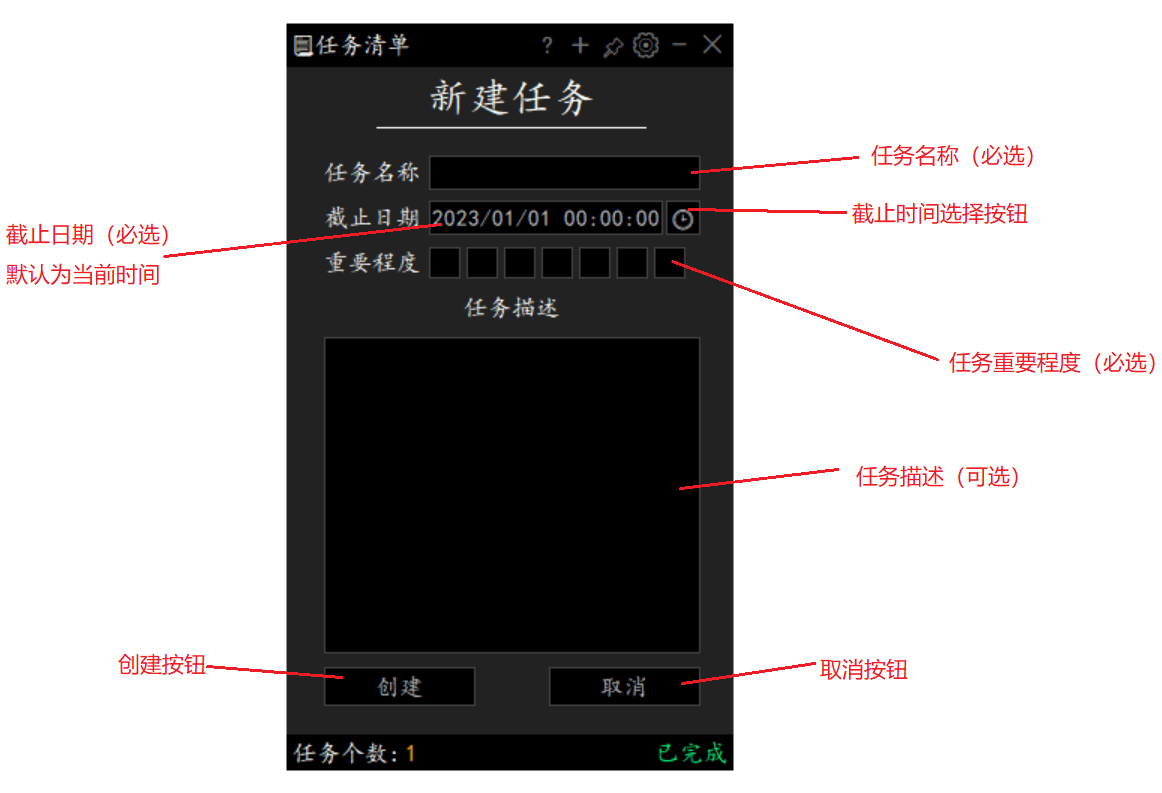 任务清单 ? + − ×
新建任务
任务名称
任务名称（必选）
截止日期 2023/01/01 00:00:00
截止时间选择按钮
截止日期（必选）
默认为当前时间
重要程度
任务重要程度（必选）
任务描述
任务描述（可选）
创建按钮
创建
取消
取消按钮
任务个数:1
已完成